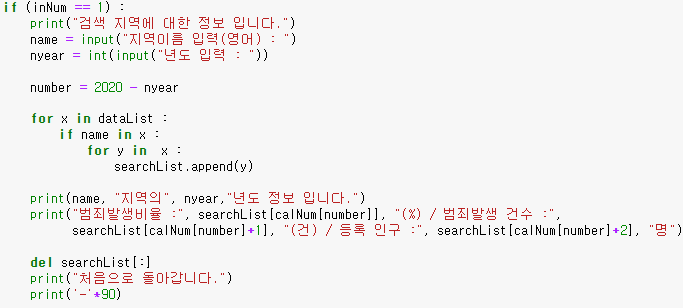 if (inNum == 1) :
    print("검색 지역에 대한 정보 입니다.")
    name = input("지역이름 입력(영어) : ")
    nyear = int(input("년도 입력 : "))

    number = 2020 - nyear

    for x in dataList :
        if name in x :
            for y in  x :
                searchList.append(y)

    print(name, "지역의", nyear,"년도 정보 입니다.")
    print("범죄발생비율 :", searchList[calNum[number]], "(%) / 범죄발생 건수 :",
          searchList[calNum[number]+1], "(건) / 등록 인구 :", searchList[calNum[number]+2], "명")

    del searchList[:]
    print("처음으로 돌아갑니다.")
    print('-'*90)